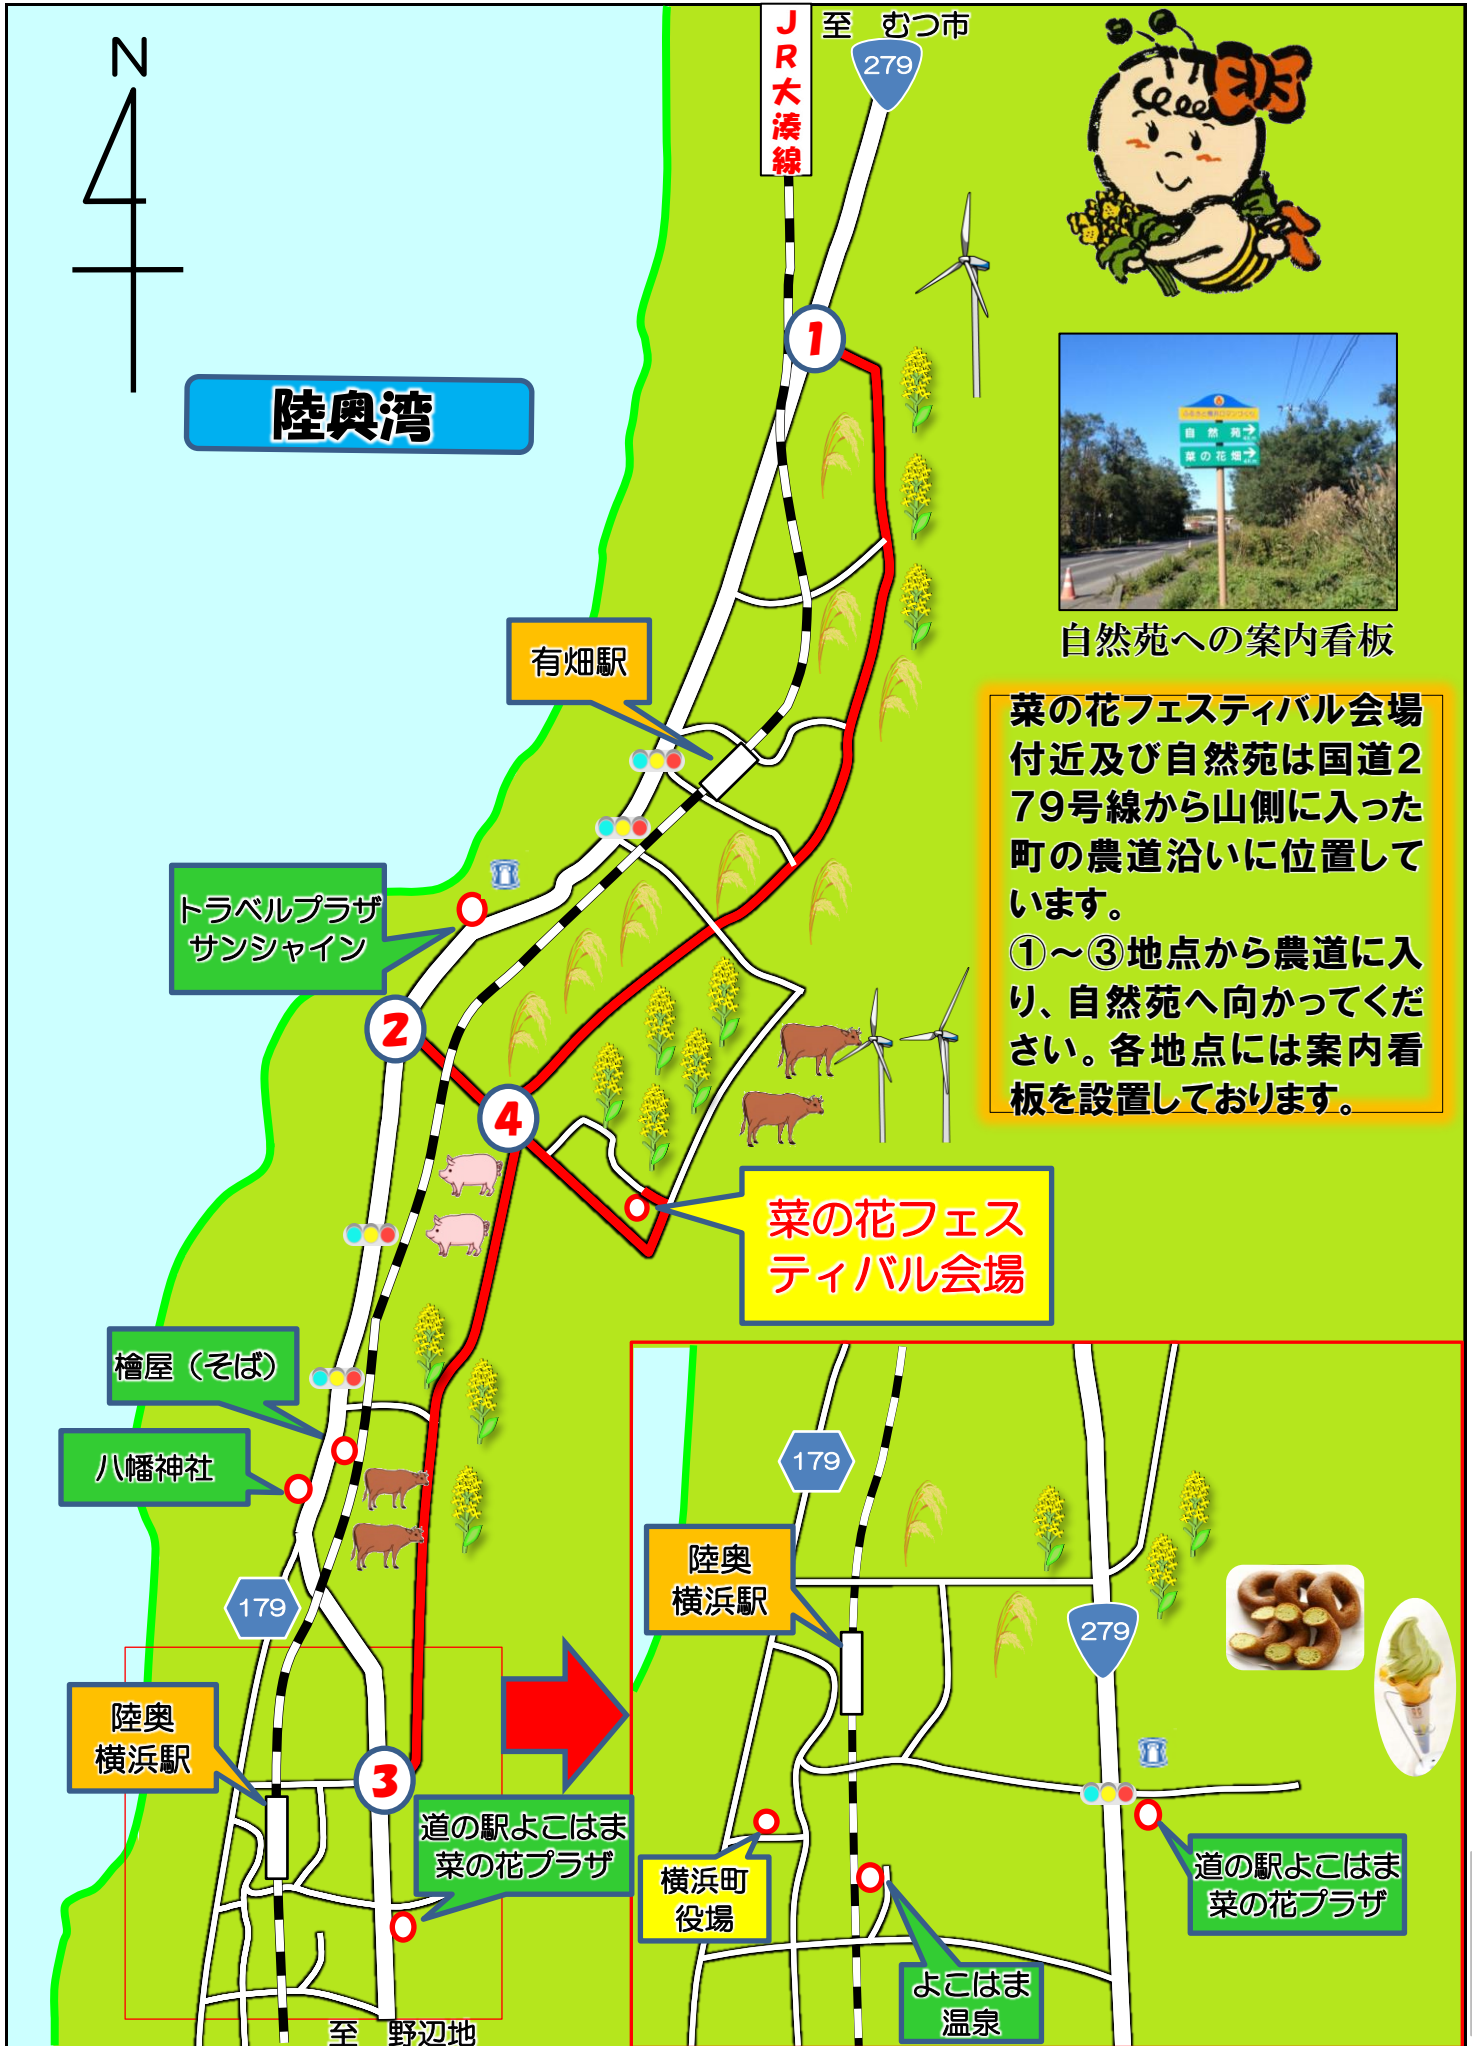 N
JR大湊線
至 むつ市
279
1
陸奥湾
自然苑
菜の花畑
自然苑への案内看板
有畑駅
菜の花フェスティバル会場
付近及び自然苑は国道2
79号線から山側に入った
町の農道沿いに位置して
います。
①～③地点から農道に入
り、自然苑へ向かってくだ
さい。各地点には案内看
板を設置しております。
トラベルプラザ
サンシャイン
2
4
菜の花フェス
ティバル会場
檜屋（そば）
八幡神社
179
陸奥
横浜駅
3
道の駅よこはま
菜の花プラザ
至 野辺地
179
陸奥
横浜駅
279
横浜町
役場
道の駅よこはま
菜の花プラザ
よこはま
温泉